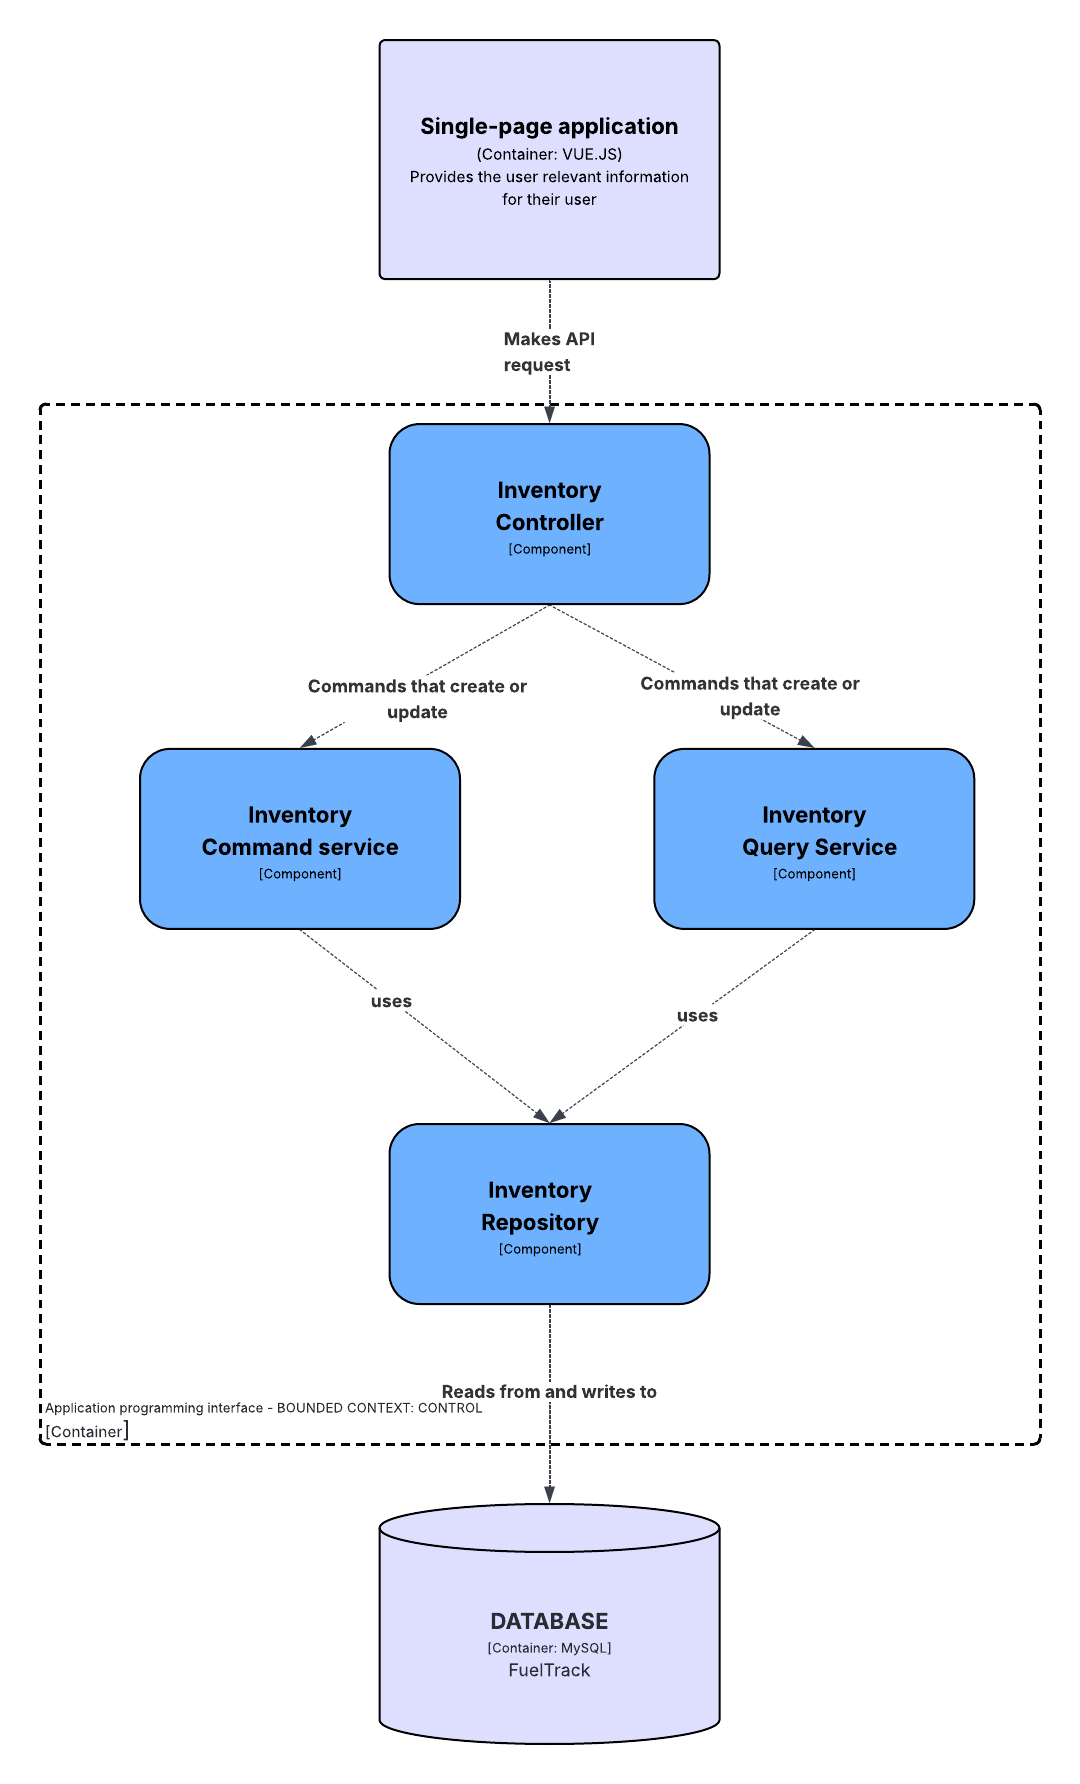 Single-page application
(Container: VUE.JS)
Provides the user relevant information
for their user
Makes API
request
Inventory
Controller
[Component]
Commands that create or
update
Commands that create or
update
Inventory
Command service
[Component]
Inventory
Query Service
[Component]
uses
uses
Inventory
Repository
[Component]
Reads from and writes to
Application programming interface - BOUNDED CONTEXT: CONTROL
[Container]
DATABASE
[Container: MySQL]
FuelTrack